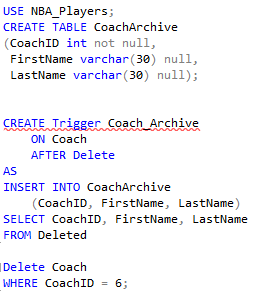 USE NBA_Players;
CREATE TABLE CoachArchive
(CoachID int not null,
FirstName varchar(30) null,
LastName varchar(30) null);
CREATE Trigger Coach_Archive
ON Coach
AFTER Delete
AS
INSERT INTO CoachArchive
(CoachID, FirstName, LastName)
SELECT CoachID, FirstName, LastName
FROM Deleted
Delete Coach
WHERE CoachID = 6;